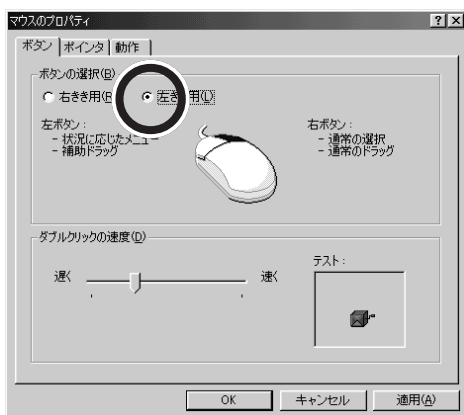 マウスのプロパティ
ボタン ポインタ 動作
ボタンの選択(B)
右きき用(R 左きき用(L)
左ボタン:
- 状況に応じたメニュー
- 補助ドラッグ
右ボタン:
- 通常の選択
- 通常のドラッグ
ダブルクリックの速度(D)
遅く 速く
テスト:
OK キャンセル 適用(A)